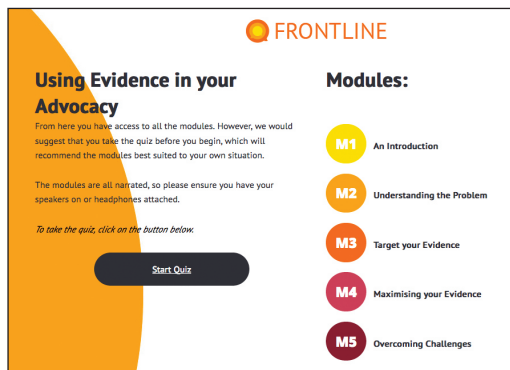 FRONTLINE
Using Evidence in your
Advocacy
From here you have access to all the modules. However, we would
suggest that you take the quiz before you begin, which will
recommend the modules best suited to your own situation.
The modules are all narrated, so please ensure you have your
speakers on or headphones attached.
To take the quiz, click on the button below.
Start Quiz
Modules:
M1 An Introduction
M2 Understanding the Problem
M3 Target your Evidence
M4 Maximising your Evidence
M5 Overcoming Challenges